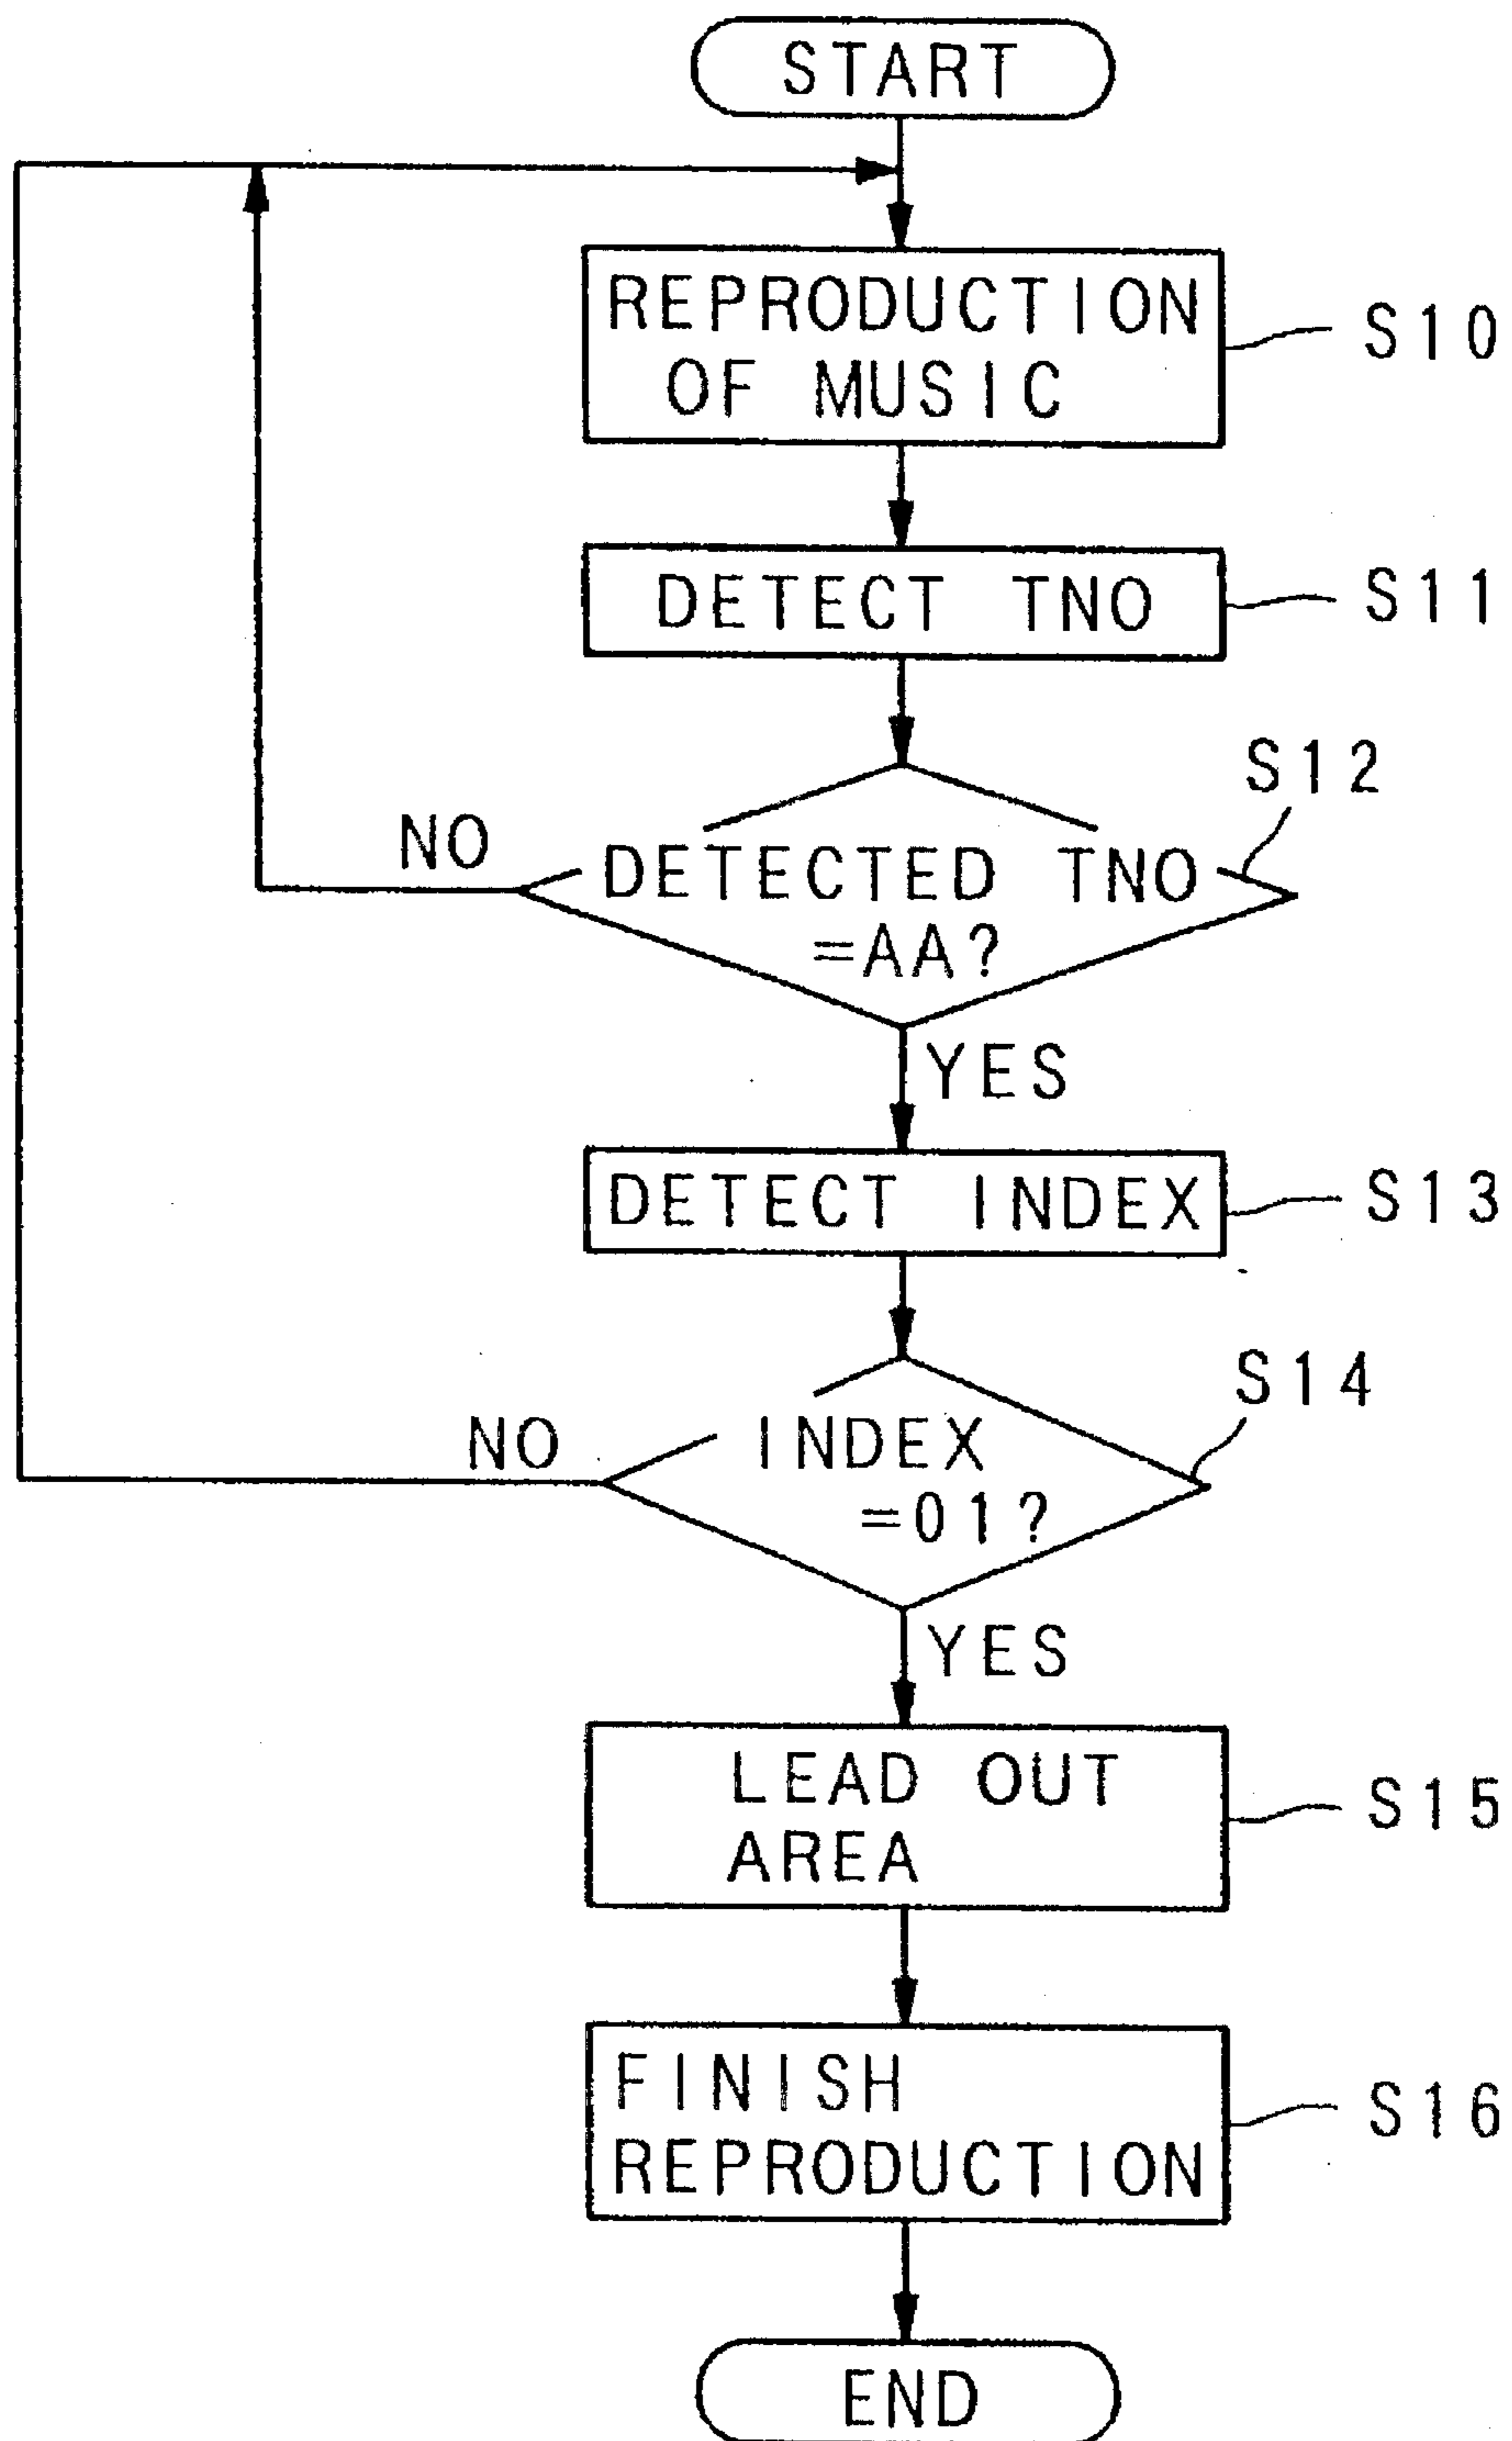 START
REPRODUCTION
OF MUSIC
S10
DETECT TNO
S11
S12
NO
DETECTED TNO
=AA?
YES
DETECT INDEX
S13
S14
NO
INDEX
=01?
YES
LEAD OUT
AREA
S15
FINISH
REPRODUCTION
S16
END